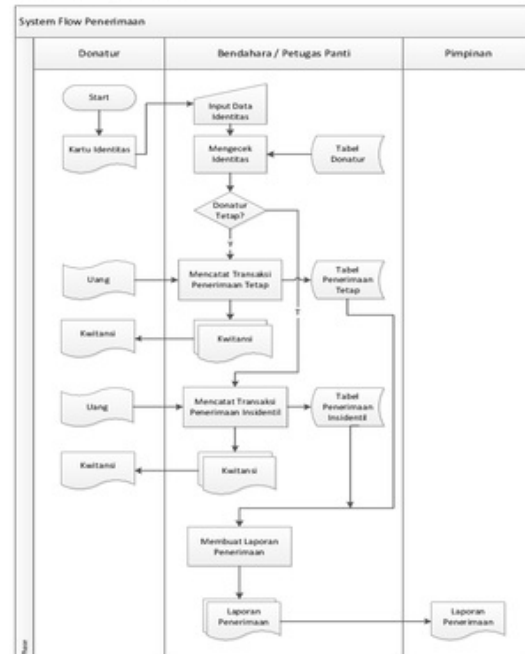 System Flow Penerimaan
Donatur
Bendahara / Petugas Panti
Pimpinan
Start
Input Data
Identitas
Kartu Identitas
Mengecek
Identitas
Tabel
Donatur
Donatur
Tetap?
Y
Uang
Mencatat Transaksi
Penerimaan Tetap
Tabel
Penerimaan
Tetap
T
Kwitansi
Kwitansi
Uang
Mencatat Transaksi
Penerimaan Insidentil
Tabel
Penerimaan
Insidentil
Kwitansi
Kwitansi
Membuat Laporan
Penerimaan
Laporan
Penerimaan
Laporan
Penerimaan